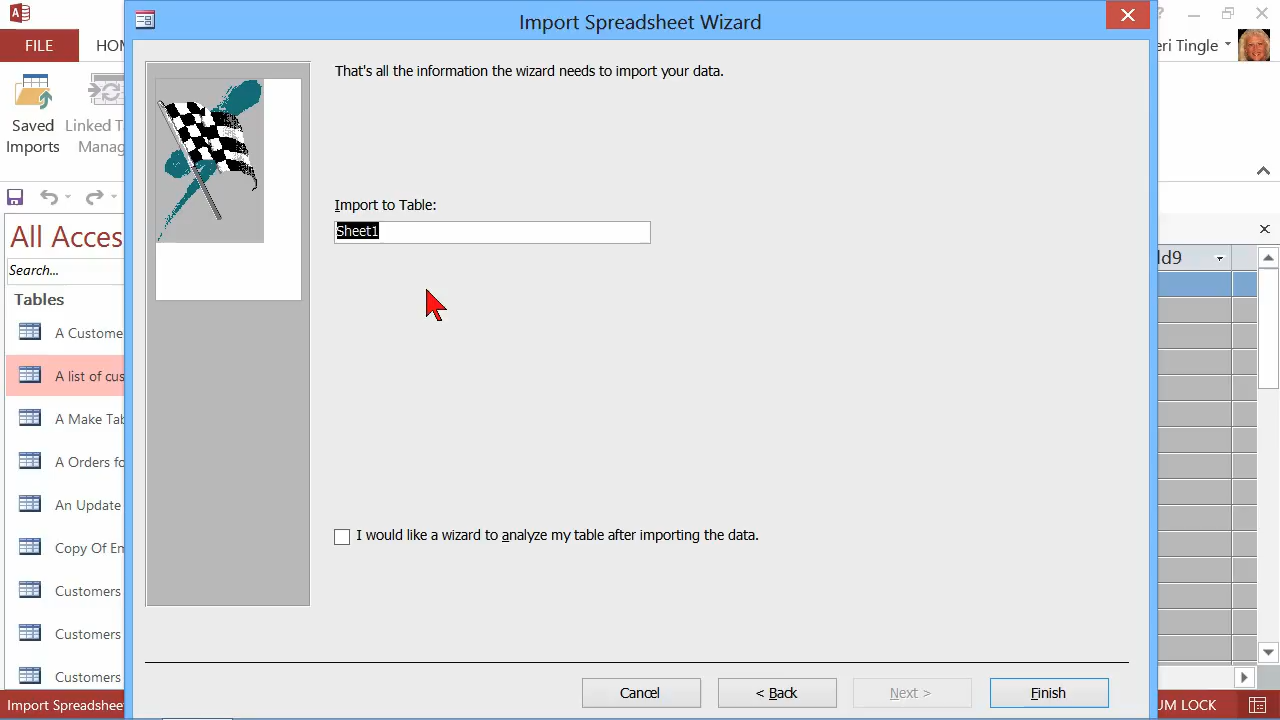 Import Spreadsheet Wizard
?
FILE
HOM
eri Tingle
That's all the information the wizard needs to import your data.
Saved
Imports
Linked Ta
Manag
Import to Table:
Sheet1
All Acces
Search...
Tables
A Custome
A list of cus
A Make Tab
A Orders fo
An Update
Copy Of Em
Customers
Customers
Customers
ld9
I would like a wizard to analyze my table after importing the data.
Cancel
< Back
Next >
Finish
Import Spreadsheet
UM LOCK